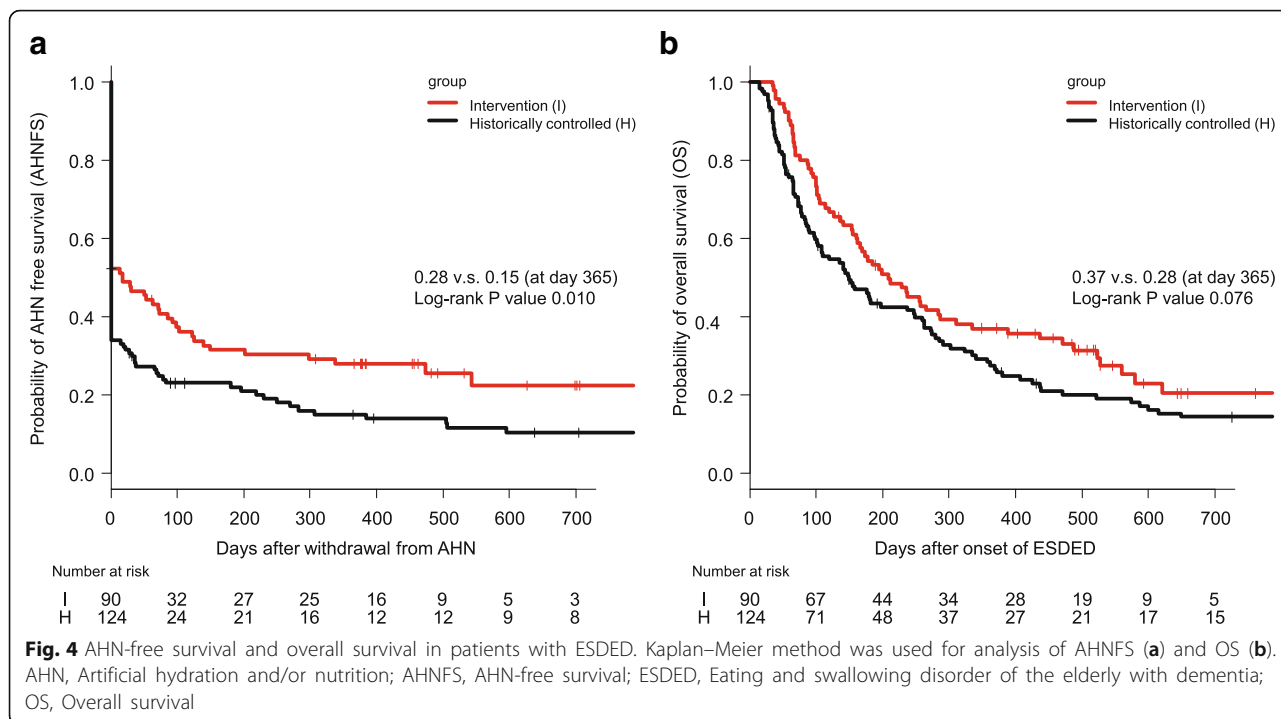 a
group
Intervention (I)
Historically controlled (H)
Probability of AHN free survival (AHNFS)
1.0
0.8
0.6
0.4
0.2
0.0
0.28 v.s. 0.15 (at day 365)
Log-rank P value 0.010
0 100 200 300 400 500 600 700
Days after withdrawal from AHN
Number at risk
I 90 32 27 25 16 9 5 3
H 124 24 21 16 12 12 9 8
b
group
Intervention (I)
Historically controlled (H)
Probability of overall survival (OS)
1.0
0.8
0.6
0.4
0.2
0.0
0.37 v.s. 0.28 (at day 365)
Log-rank P value 0.076
0 100 200 300 400 500 600 700
Days after onset of ESDED
Number at risk
I 90 67 44 34 28 19 9 5
H 124 71 48 37 27 21 17 15
Fig. 4 AHN-free survival and overall survival in patients with ESDED. Kaplan–Meier method was used for analysis of AHNFS (a) and OS (b).
AHN, Artificial hydration and/or nutrition; AHNFS, AHN-free survival; ESDED, Eating and swallowing disorder of the elderly with dementia;
OS, Overall survival